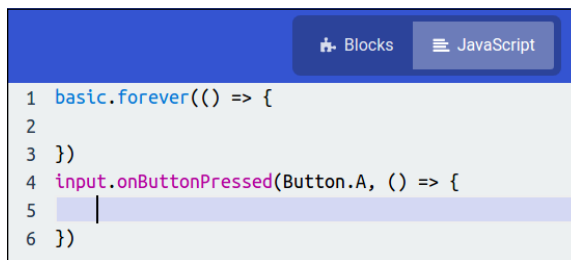 Blocks JavaScript
1 basic.forever(() => {
2
3 })
4 input.onButtonPressed(Button.A, () => {
5
6 })